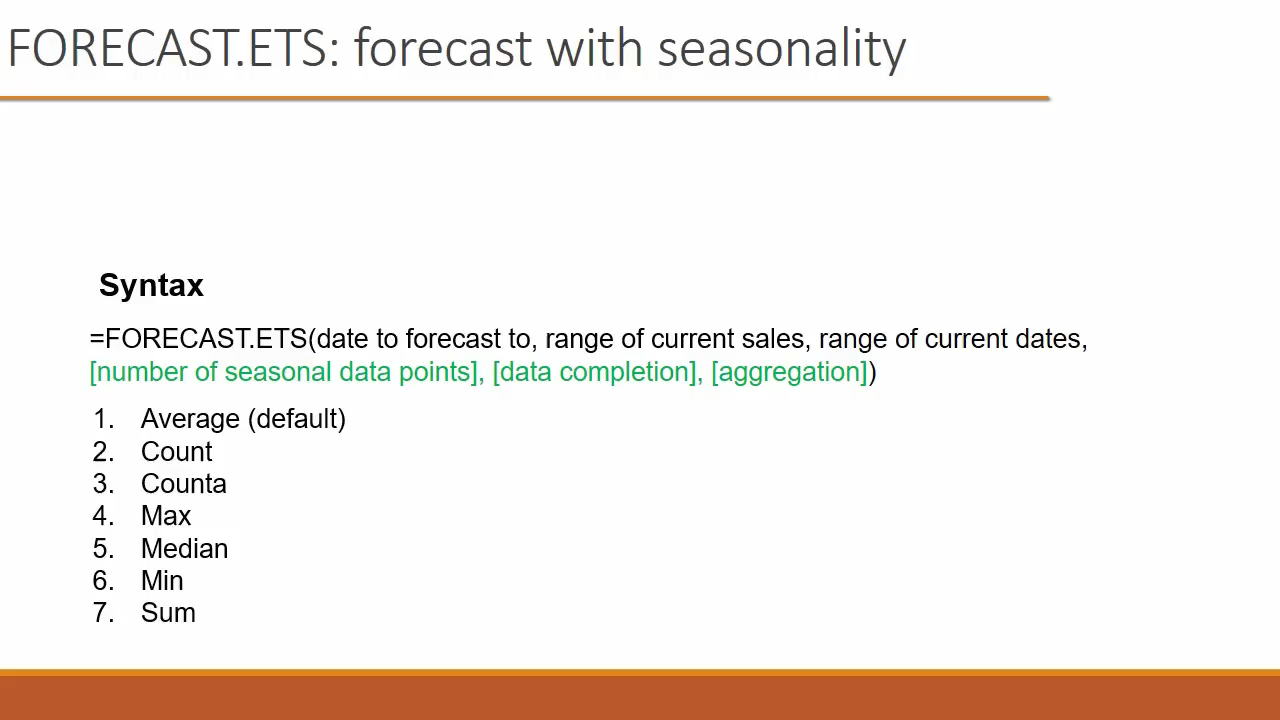 FORECAST.ETS: forecast with seasonality
Syntax
=FORECAST.ETS(date to forecast to, range of current sales, range of current dates,
[number of seasonal data points], [data completion], [aggregation])
1. Average (default)
2. Count
3. Counta
4. Max
5. Median
6. Min
7. Sum